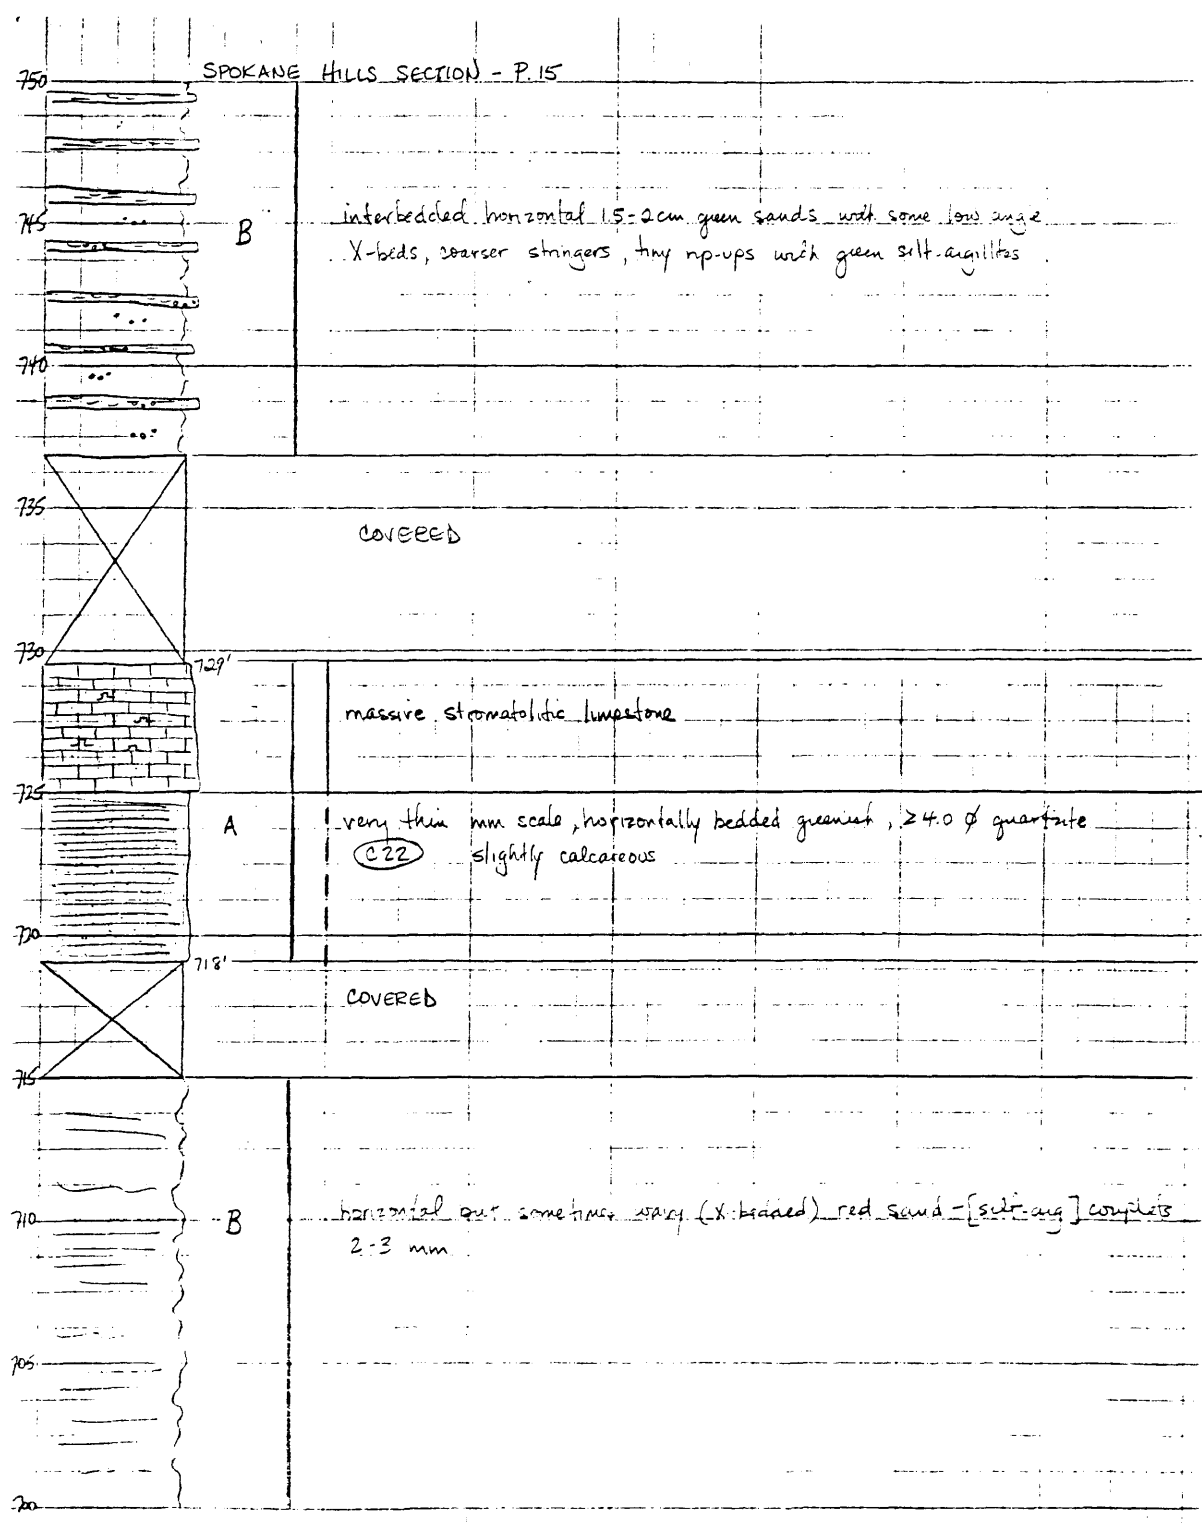 SPOKANE HILLS SECTION - P. 15
750
745
B
interbedded horizontal 1.5-2cm green sands with some low angle
X-beds, coarser stringers, tiny rip-ups with green silt-argillites
740
735
COVERED
730
729'
massive stromatolitic limestone
725
A
very thin mm scale, horizontally bedded greenish, ≥4.0 ϕ quartzite
C22 slightly calcareous
720
718'
COVERED
715
710
B
horizontal but sometimes wavy (X-bedded) red sand-[silt-arg] couplets
2-3 mm
705
700